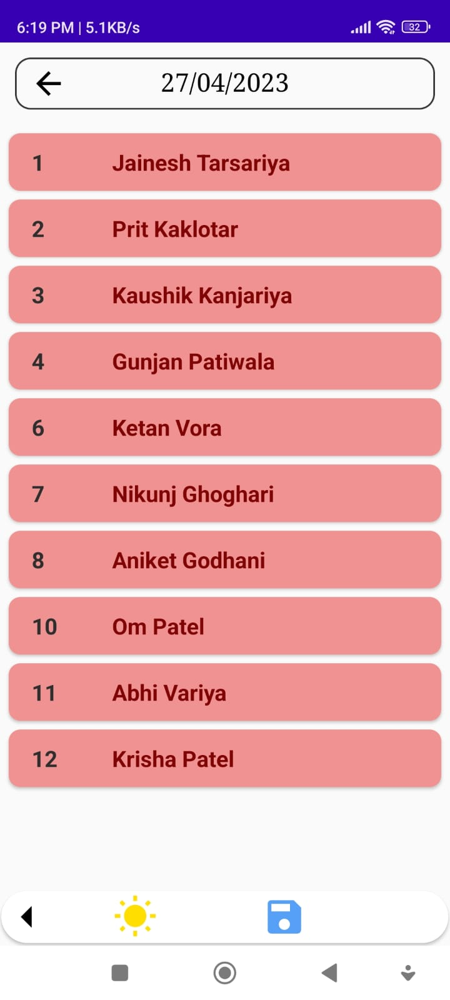 6:19 PM | 5.1KB/s 32
27/04/2023
1 Jainesh Tarsariya
2 Prit Kaklotar
3 Kaushik Kanjariya
4 Gunjan Patiwala
6 Ketan Vora
7 Nikunj Ghoghari
8 Aniket Godhani
10 Om Patel
11 Abhi Variya
12 Krisha Patel